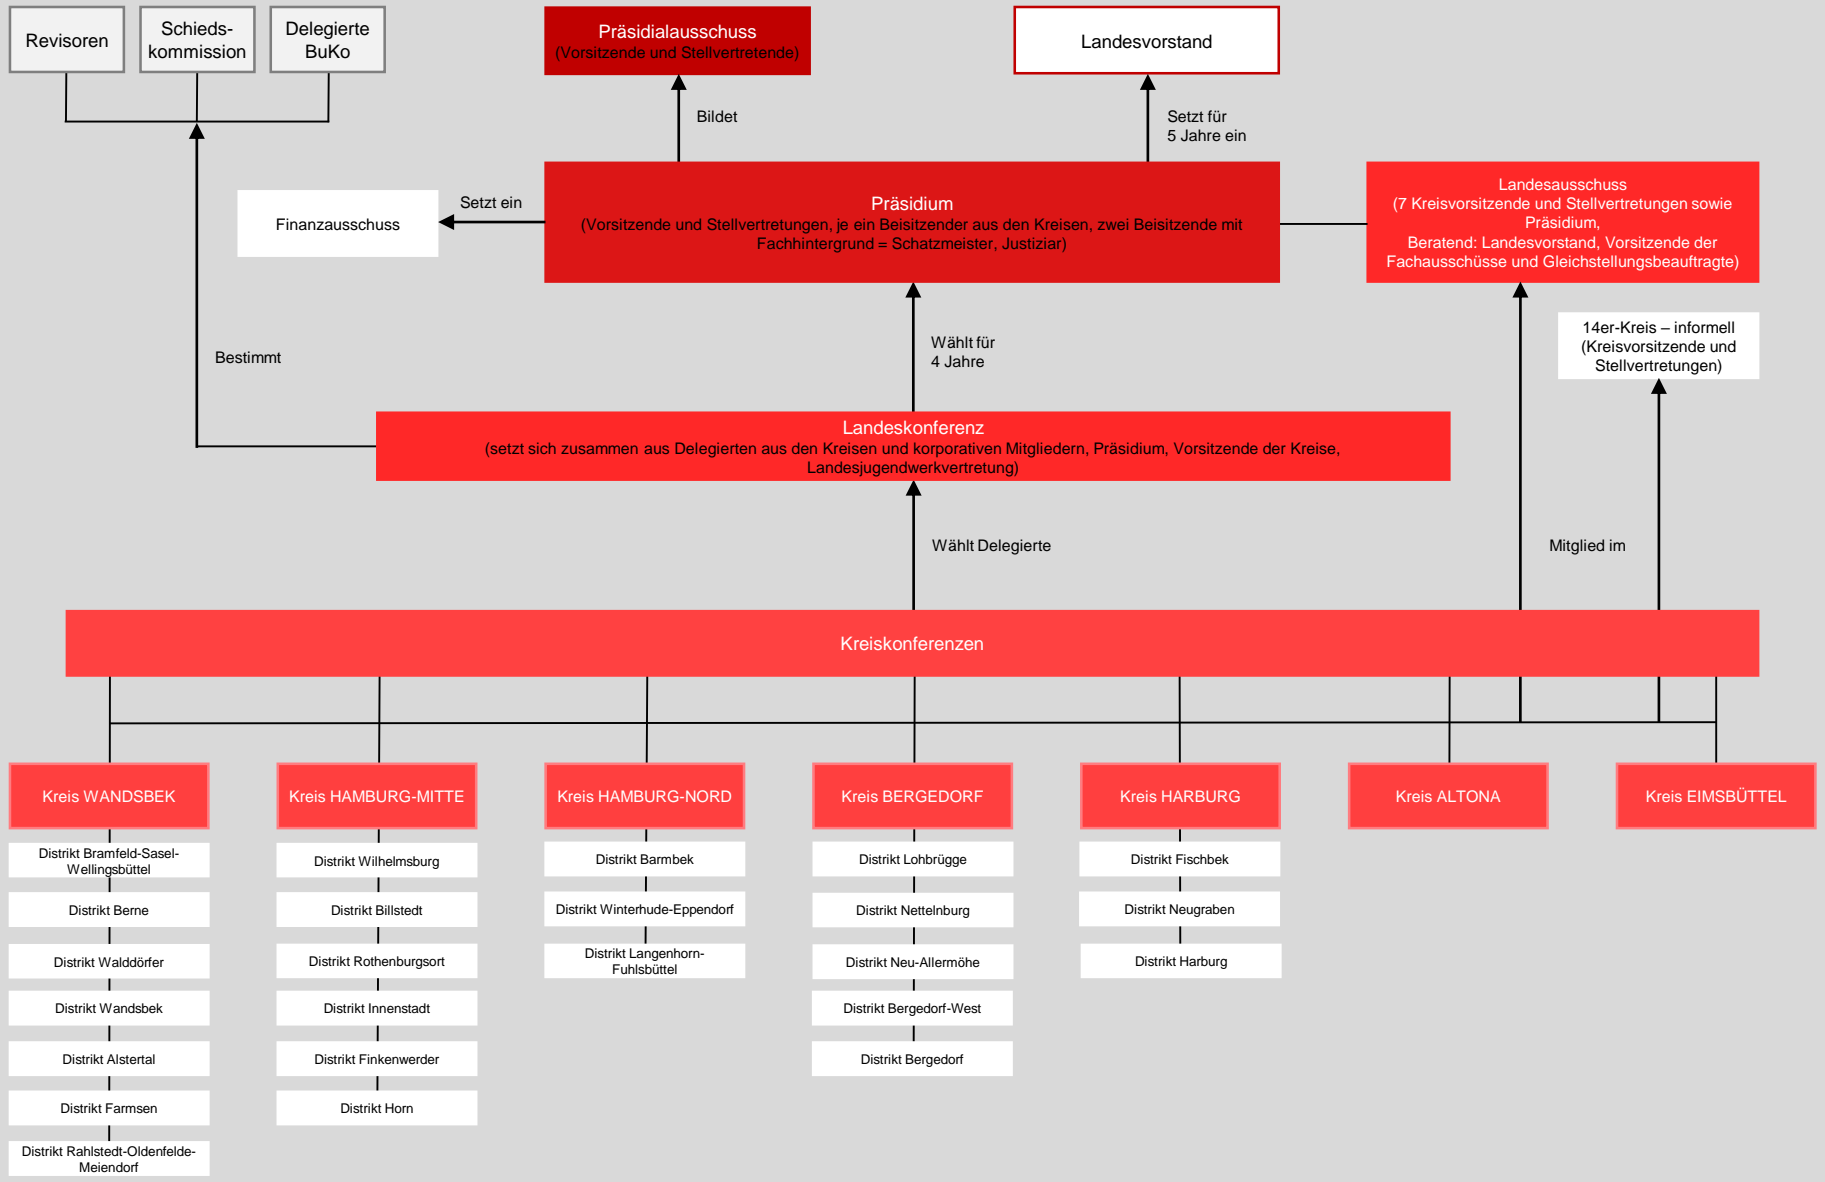 Revisoren
Schieds-
kommission
Delegierte
BuKo
Präsidialausschuss
(Vorsitzende und Stellvertretende)
Landesvorstand
Bildet
Setzt für
5 Jahre ein
Finanzausschuss
Setzt ein
Präsidium
(Vorsitzende und Stellvertretungen, je ein Beisitzender aus den Kreisen, zwei Beisitzende mit
Fachhintergrund = Schatzmeister, Justiziar)
Landesausschuss
(7 Kreisvorsitzende und Stellvertretungen sowie
Präsidium,
Beratend: Landesvorstand, Vorsitzende der
Fachausschüsse und Gleichstellungsbeauftragte)
Bestimmt
Wählt für
4 Jahre
14er-Kreis – informell
(Kreisvorsitzende und
Stellvertretungen)
Landeskonferenz
(setzt sich zusammen aus Delegierten aus den Kreisen und korporativen Mitgliedern, Präsidium, Vorsitzende der Kreise,
Landesjugendwerkvertretung)
Wählt Delegierte
Mitglied im
Kreiskonferenzen
Kreis WANDSBEK
Distrikt Bramfeld-Sasel-
Wellingsbüttel
Distrikt Berne
Distrikt Walddörfer
Distrikt Wandsbek
Distrikt Alstertal
Distrikt Farmsen
Distrikt Rahlstedt-Oldenfelde-
Meiendorf
Kreis HAMBURG-MITTE
Distrikt Wilhelmsburg
Distrikt Billstedt
Distrikt Rothenburgsort
Distrikt Innenstadt
Distrikt Finkenwerder
Distrikt Horn
Kreis HAMBURG-NORD
Distrikt Barmbek
Distrikt Winterhude-Eppendorf
Distrikt Langenhorn-
Fuhlsbüttel
Kreis BERGEDORF
Distrikt Lohbrügge
Distrikt Nettelnburg
Distrikt Neu-Allermöhe
Distrikt Bergedorf-West
Distrikt Bergedorf
Kreis HARBURG
Distrikt Fischbek
Distrikt Neugraben
Distrikt Harburg
Kreis ALTONA
Kreis EIMSBÜTTEL